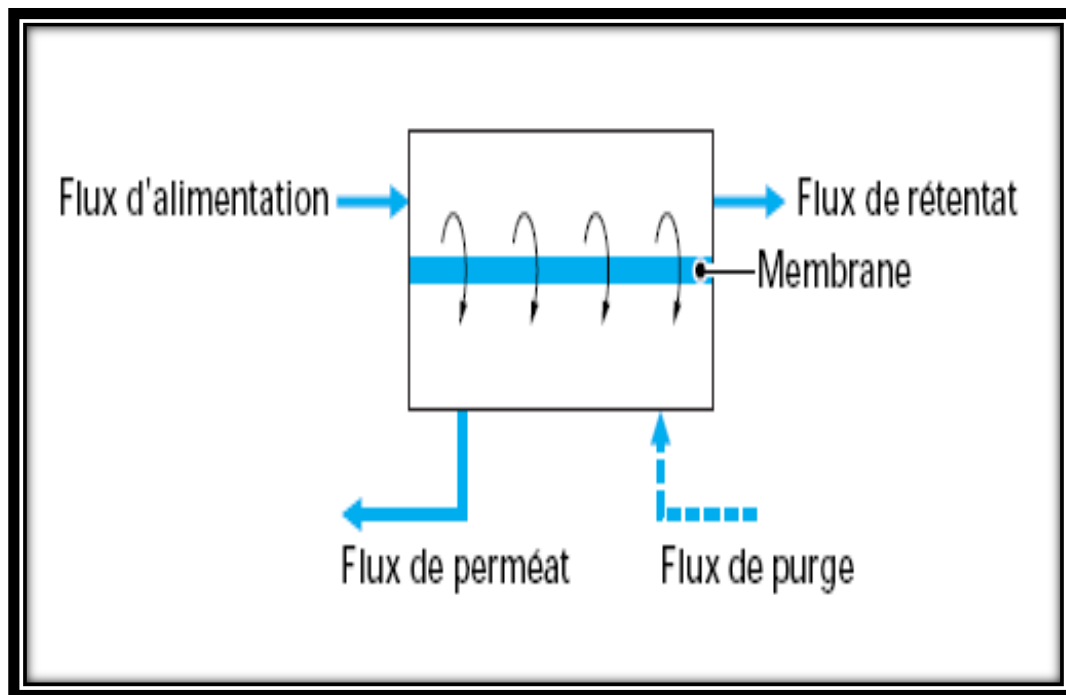 Flux d'alimentation
Flux de rétentat
Membrane
Flux de perméat
Flux de purge